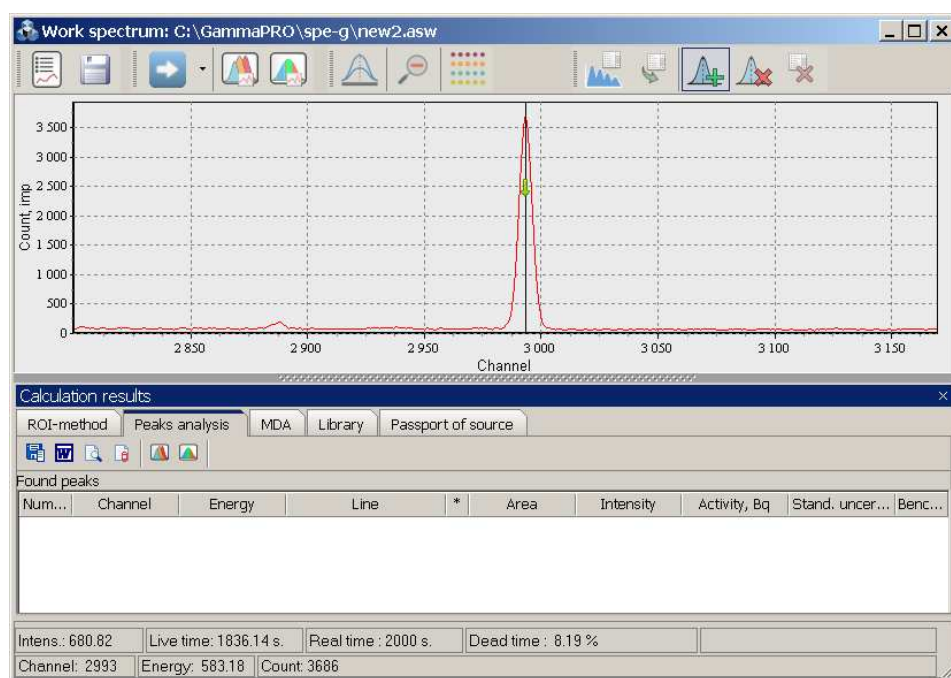 Work spectrum: C:\GammaPRO\spe-g\new2.asw
3 500
3 000
2 500
2 000
1 500
1 000
500
0
Count, imp
2 850 2 900 2 950 3 000 3 050 3 100 3 150
Channel
Calculation results
ROI-method Peaks analysis MDA Library Passport of source
Found peaks
Num... Channel Energy Line * Area Intensity Activity, Bq Stand. uncer... Benc...
Intens.: 680.82 Live time: 1836.14 s. Real time : 2000 s. Dead time : 8.19 %
Channel: 2993 Energy: 583.18 Count: 3686